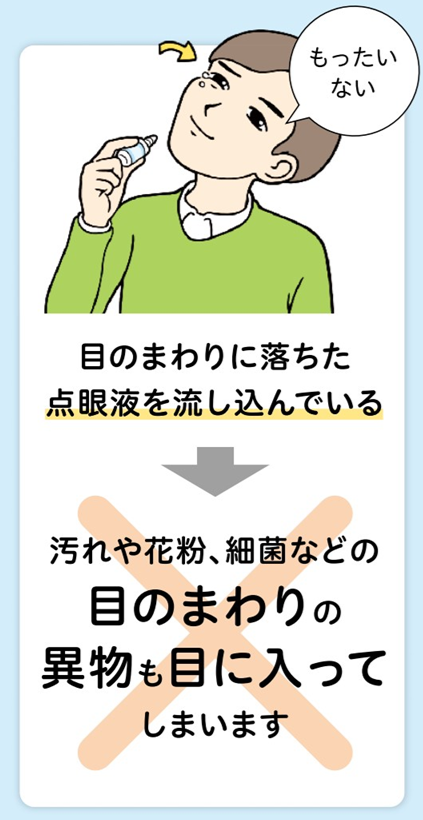 もったい
ない
目のまわりに落ちた
点眼液を流し込んでいる
汚れや花粉、細菌などの
目のまわりの
異物も目に入って
しまいます